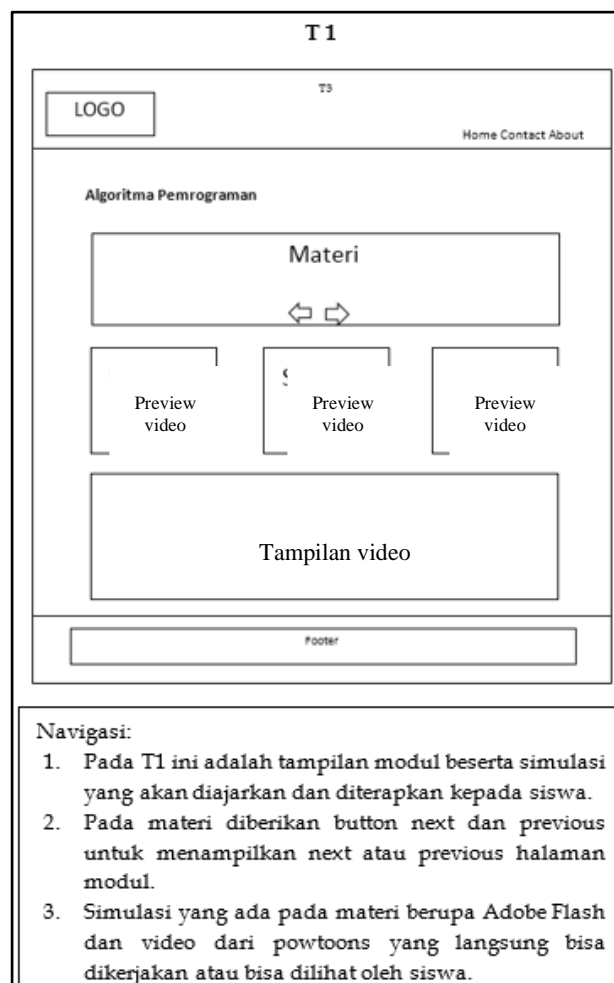 T1
T3
LOGO
Home Contact About
Algoritma Pemrograman
Materi
Preview
video
Preview
video
Preview
video
Tampilan video
Footer
Navigasi:
1. Pada T1 ini adalah tampilan modul beserta simulasi
yang akan diajarkan dan diterapkan kepada siswa.
2. Pada materi diberikan button next dan previous
untuk menampilkan next atau previous halaman
modul.
3. Simulasi yang ada pada materi berupa Adobe Flash
dan video dari powtoons yang langsung bisa
dikerjakan atau bisa dilihat oleh siswa.